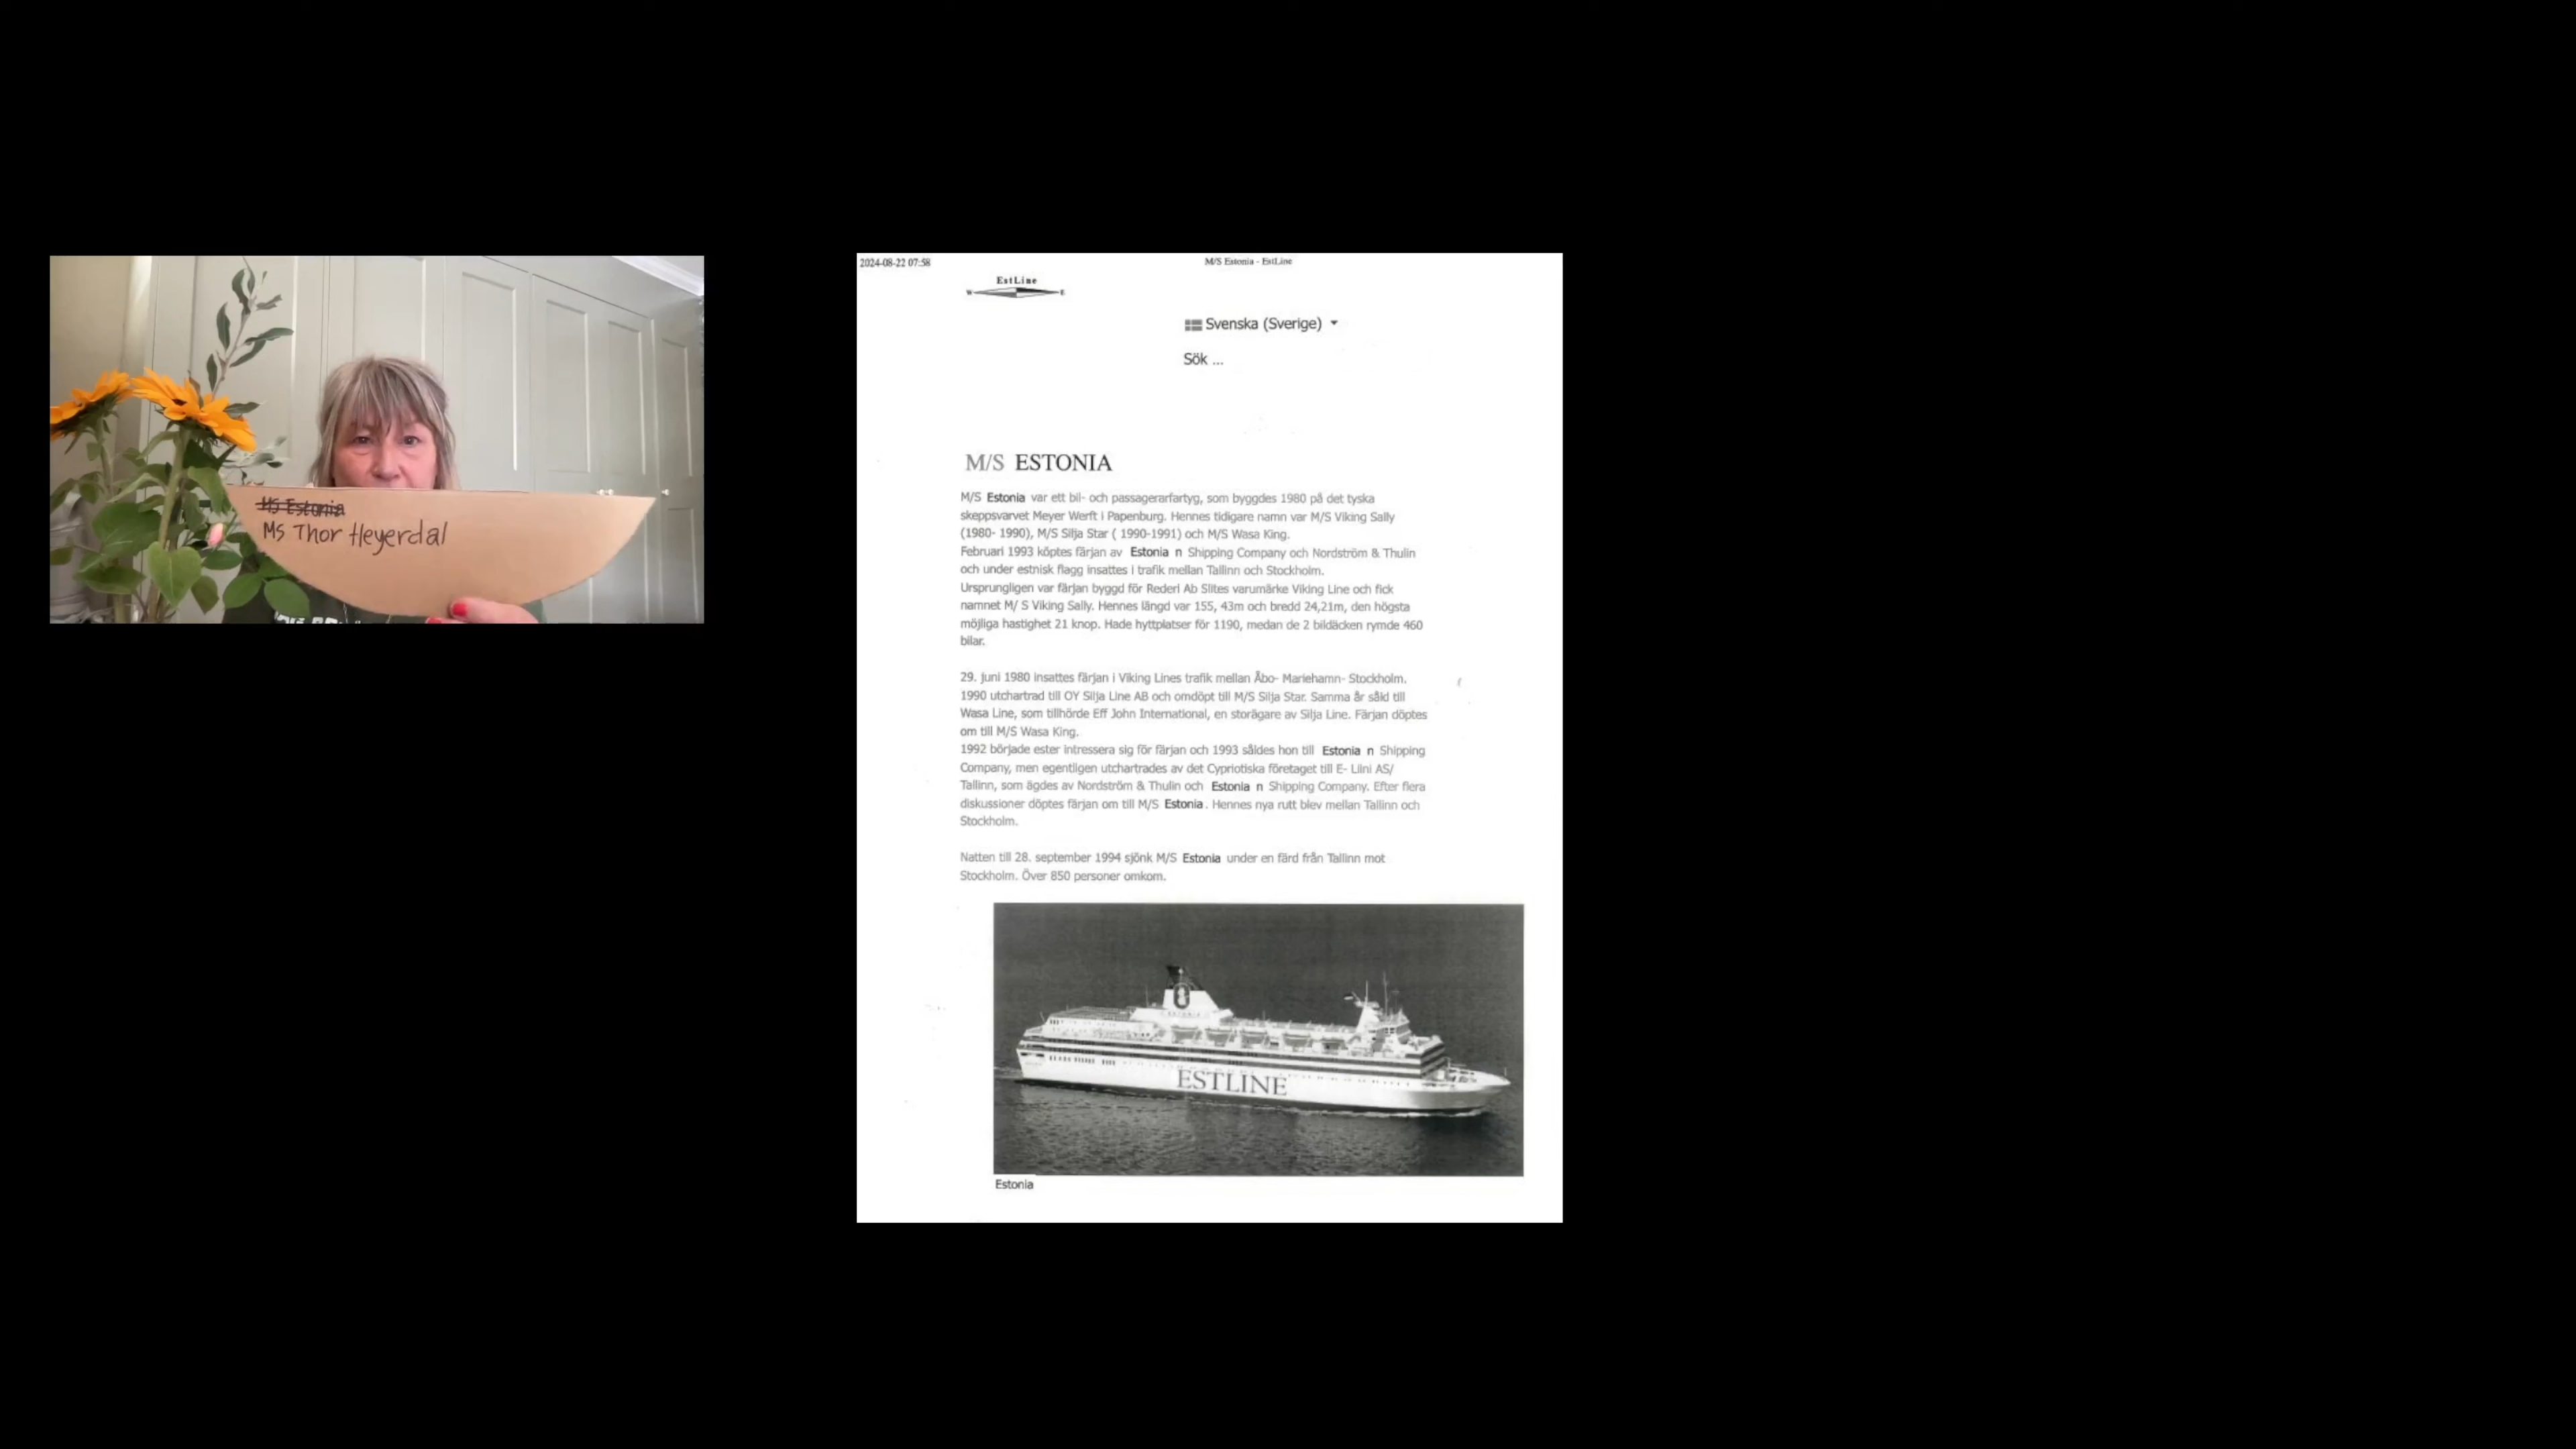 MS Estonia
MS Thor Heyerdal
2024-08-22 07:58
M/S Estonia - EstLine
EstLine
W E
Svenska (Sverige)
Sök ...
M/S ESTONIA
M/S Estonia var ett bil- och passagerarfartyg, som byggdes 1980 på det tyska
skeppsvarvet Meyer Werft i Papenburg. Hennes tidigare namn var M/S Viking Sally
(1980- 1990), M/S Silja Star ( 1990-1991) och M/S Wasa King.
Februari 1993 köptes färjan av Estonia n Shipping Company och Nordström & Thulin
och under estnisk flagg insattes i trafik mellan Tallinn och Stockholm.
Ursprungligen var färjan byggd för Rederi Ab Slites varumärke Viking Line och fick
namnet M/ S Viking Sally. Hennes längd var 155, 43m och bredd 24,21m, den högsta
möjliga hastighet 21 knop. Hade hyttplatser för 1190, medan de 2 bildäcken rymde 460
bilar.
29. juni 1980 insattes färjan i Viking Lines trafik mellan Åbo- Mariehamn- Stockholm.
1990 utchartrad till OY Silja Line AB och omdöpt till M/S Silja Star. Samma år såld till
Wasa Line, som tillhörde Eff John International, en storägare av Silja Line. Färjan döptes
om till M/S Wasa King.
1992 började ester intressera sig för färjan och 1993 såldes hon till Estonia n Shipping
Company, men egentligen utchartrades av det Cypriotiska företaget till E- Liini AS/
Tallinn, som ägdes av Nordström & Thulin och Estonia n Shipping Company. Efter flera
diskussioner döptes färjan om till M/S Estonia. Hennes nya rutt blev mellan Tallinn och
Stockholm.
Natten till 28. september 1994 sjönk M/S Estonia under en färd från Tallinn mot
Stockholm. Över 850 personer omkom.
ESTONIA
ESTLINE
Estonia